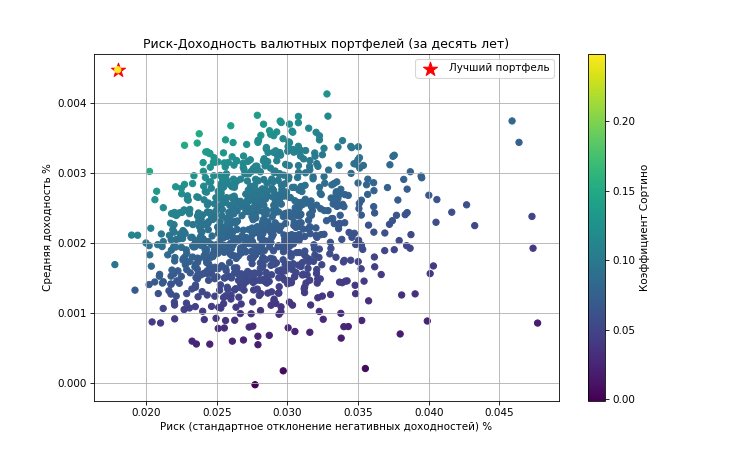 Риск-Доходность валютных портфелей (за десять лет)
Лучший портфель
Средняя доходность %
0.004
0.003
0.002
0.001
0.000
0.020 0.025 0.030 0.035 0.040 0.045
Риск (стандартное отклонение негативных доходностей) %
0.20
0.15
0.10
0.05
0.00
Коэффициент Сортино